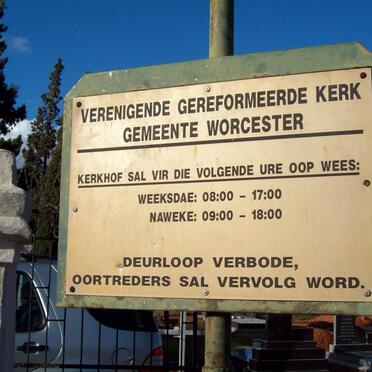 VERENIGENDE GEREFORMEERDE KERK
GEMEENTE WORCESTER
KERKHOF SAL VIR DIE VOLGENDE URE OOP WEES:
WEEKSDAE: 08:00 - 17:00
NAWEKE: 09:00 - 18:00
DEURLOOP VERBODE,
OORTREDERS SAL VERVOLG WORD.